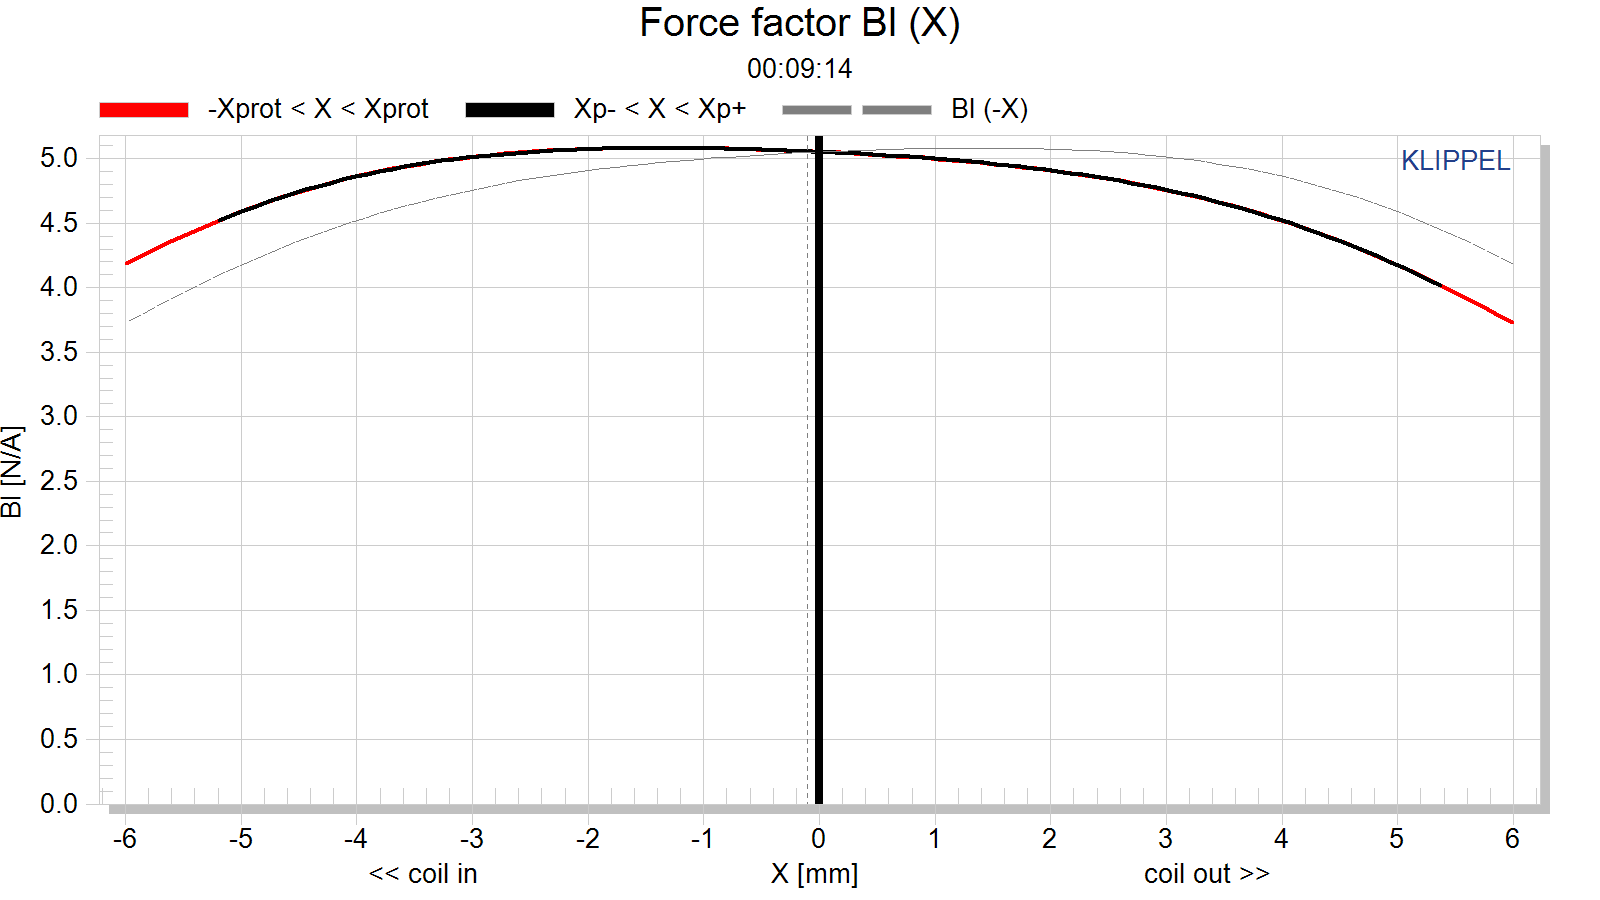 Force factor Bl (X)
00:09:14
-Xprot < X < Xprot Xp- < X < Xp+ Bl (-X)
KLIPPEL
5.0
4.5
4.0
3.5
3.0
2.5
2.0
1.5
1.0
0.5
0.0
Bl [N/A]
-6 -5 -4 -3 -2 -1 0 1 2 3 4 5 6
<< coil in X [mm] coil out >>